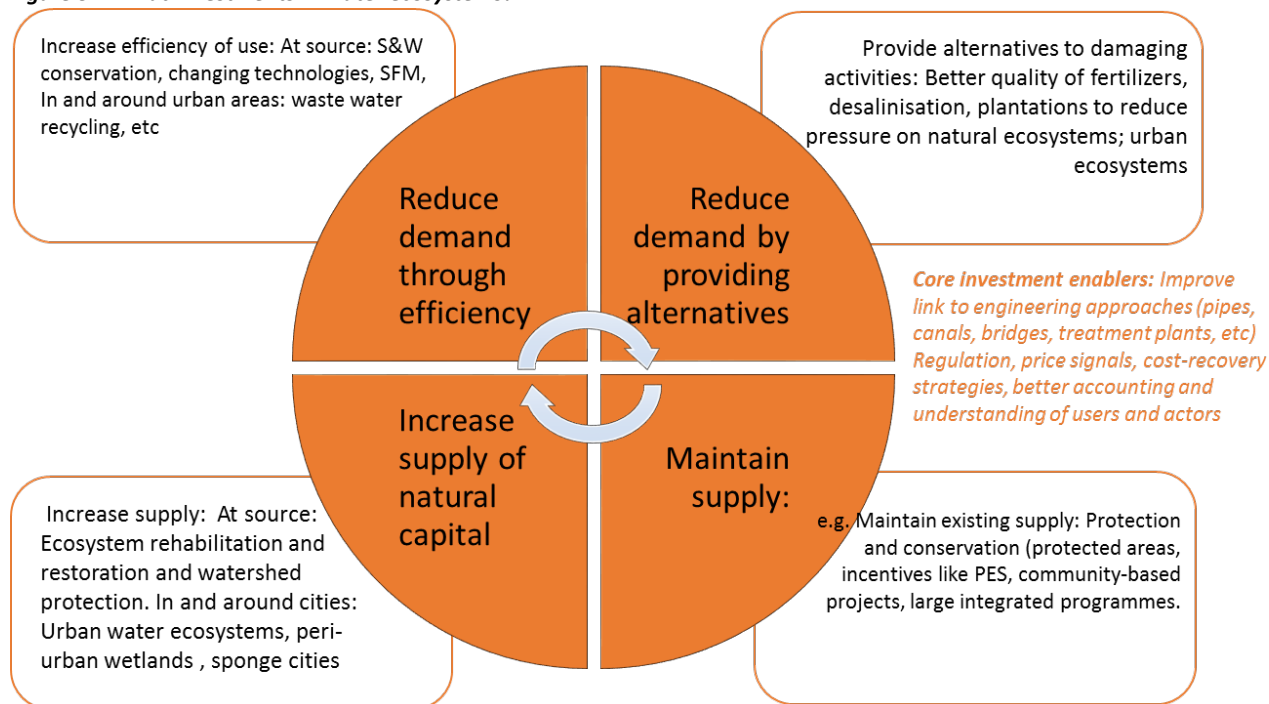 Increase efficiency of use: At source: S&W
conservation, changing technologies, SFM,
In and around urban areas: waste water
recycling, etc
Provide alternatives to damaging
activities: Better quality of fertilizers,
desalinisation, plantations to reduce
pressure on natural ecosystems; urban
ecosystems
Reduce
demand
through
efficiency
Reduce
demand by
providing
alternatives
Core Investment enablers: Improve
link to engineering approaches (pipes,
canals, bridges, treatment plants, etc)
Regulation, price signals, cost-recovery
strategies, better accounting and
understanding of users and actors
Increase
supply of
natural
capital
Maintain
supply:
Increase supply: At source:
Ecosystem rehabilitation and
restoration and watershed
protection. In and around cities:
Urban water ecosystems, peri-
urban wetlands , sponge cities
e.g. Maintain existing supply: Protection
and conservation (protected areas,
incentives like PES, community-based
projects, large integrated programmes.